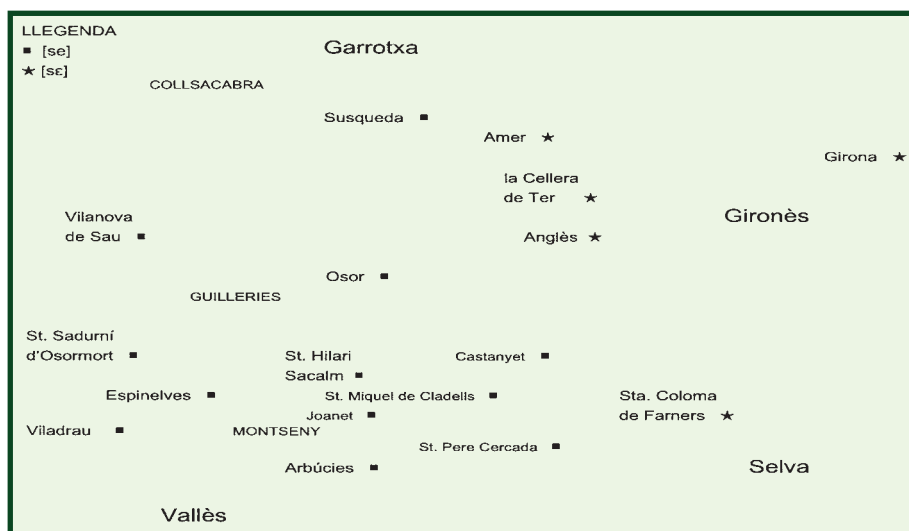 LLEGENDA
■ [se]
★ [sɛ]
Garrotxa
COLLSACABRA
Susqueda ■
Amer ★
Girona ★
la Cellera
de Ter ★
Vilanova
de Sau ■
Gironès
Anglès ★
Osor ■
GUILLERIES
St. Sadurní
d'Osormort ■
St. Hilari
Sacalm ■
Castanyet ■
Espinelves ■
St. Miquel de Cladells ■
Sta. Coloma
de Farners ★
Joanet ■
Viladrau ■
MONTSENY
St. Pere Cercada ■
Arbúcies ■
Selva
Vallès